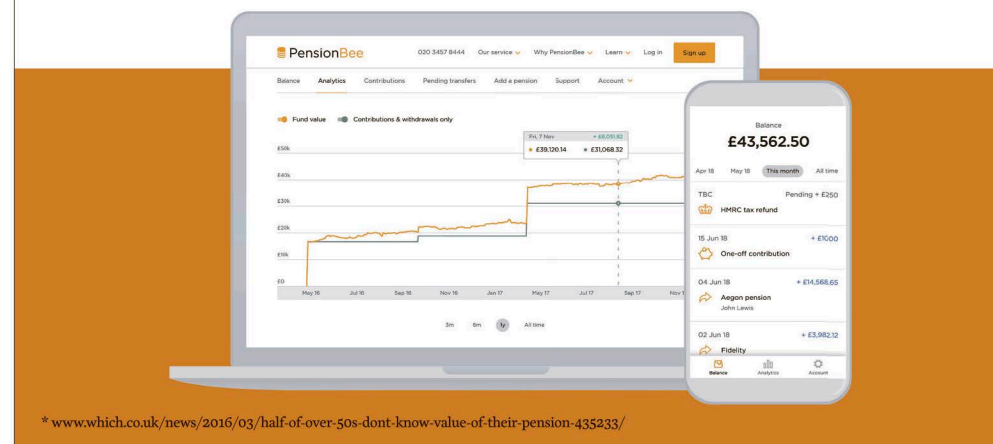 PensionBee
020 3457 8444 Our service Why PensionBee Learn Log in Sign up
Balance Analytics Contributions Pending transfers Add a pension Support Account
Fund value Contributions & withdrawals only
Fri, 7 Nov + £8,051.82
£39,120.14 £31,068.32
£50k
£40k
£30k
£20k
£10k
£0
May 16 Jul 16 Sep 16 Nov 16 Jan 17 May 17 Jul 17 Sep 17 Nov 1
3m 6m 1y All time
Balance
£43,562.50
Apr 18 May 18 This month All time
TBC Pending + £250
HMRC tax refund
15 Jun 18 + £1000
One-off contribution
04 Jun 18 + £14,568.65
Aegon pension
John Lewis
02 Jun 18 + £3,982.12
Fidelity
Balance Analytics Account
* www.which.co.uk/news/2016/03/half-of-over-50s-dont-know-value-of-their-pension-435233/